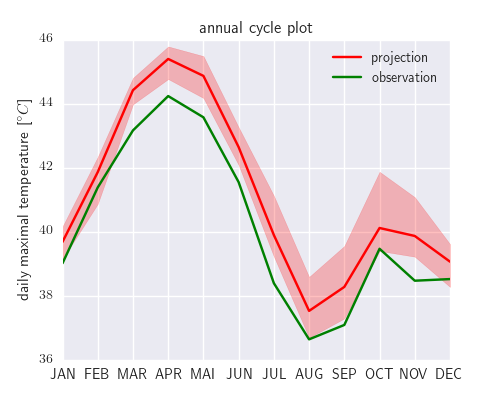 annual cycle plot
projection
observation
daily maximal temperature [°C]
46
44
42
40
38
36
JAN FEB MAR APR MAI JUN JUL AUG SEP OCT NOV DEC